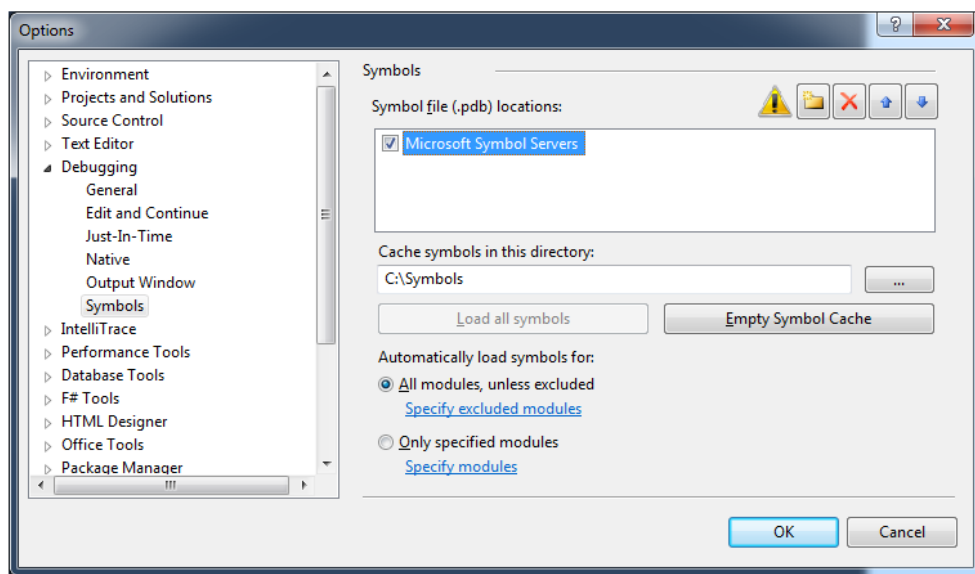 Options
Environment
Projects and Solutions
Source Control
Text Editor
Debugging
General
Edit and Continue
Just-In-Time
Native
Output Window
Symbols
IntelliTrace
Performance Tools
Database Tools
F# Tools
HTML Designer
Office Tools
Package Manager
Symbols
Symbol file (.pdb) locations:
Microsoft Symbol Servers
Cache symbols in this directory:
C:\Symbols
...
Load all symbols
Empty Symbol Cache
Automatically load symbols for:
All modules, unless excluded
Specify excluded modules
Only specified modules
Specify modules
OK
Cancel